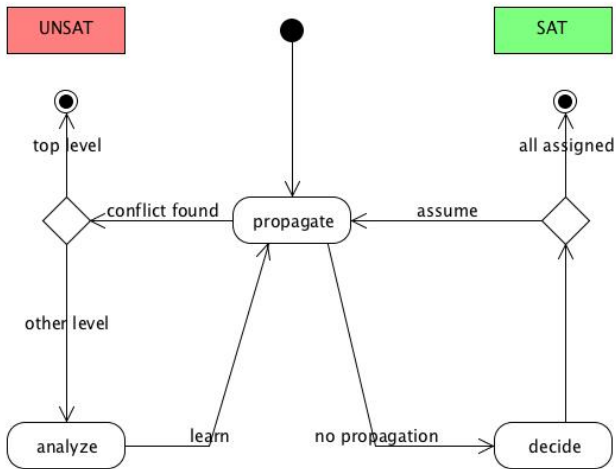 UNSAT
SAT
top level
all assigned
conflict found
propagate
assume
other level
analyze
learn
no propagation
decide